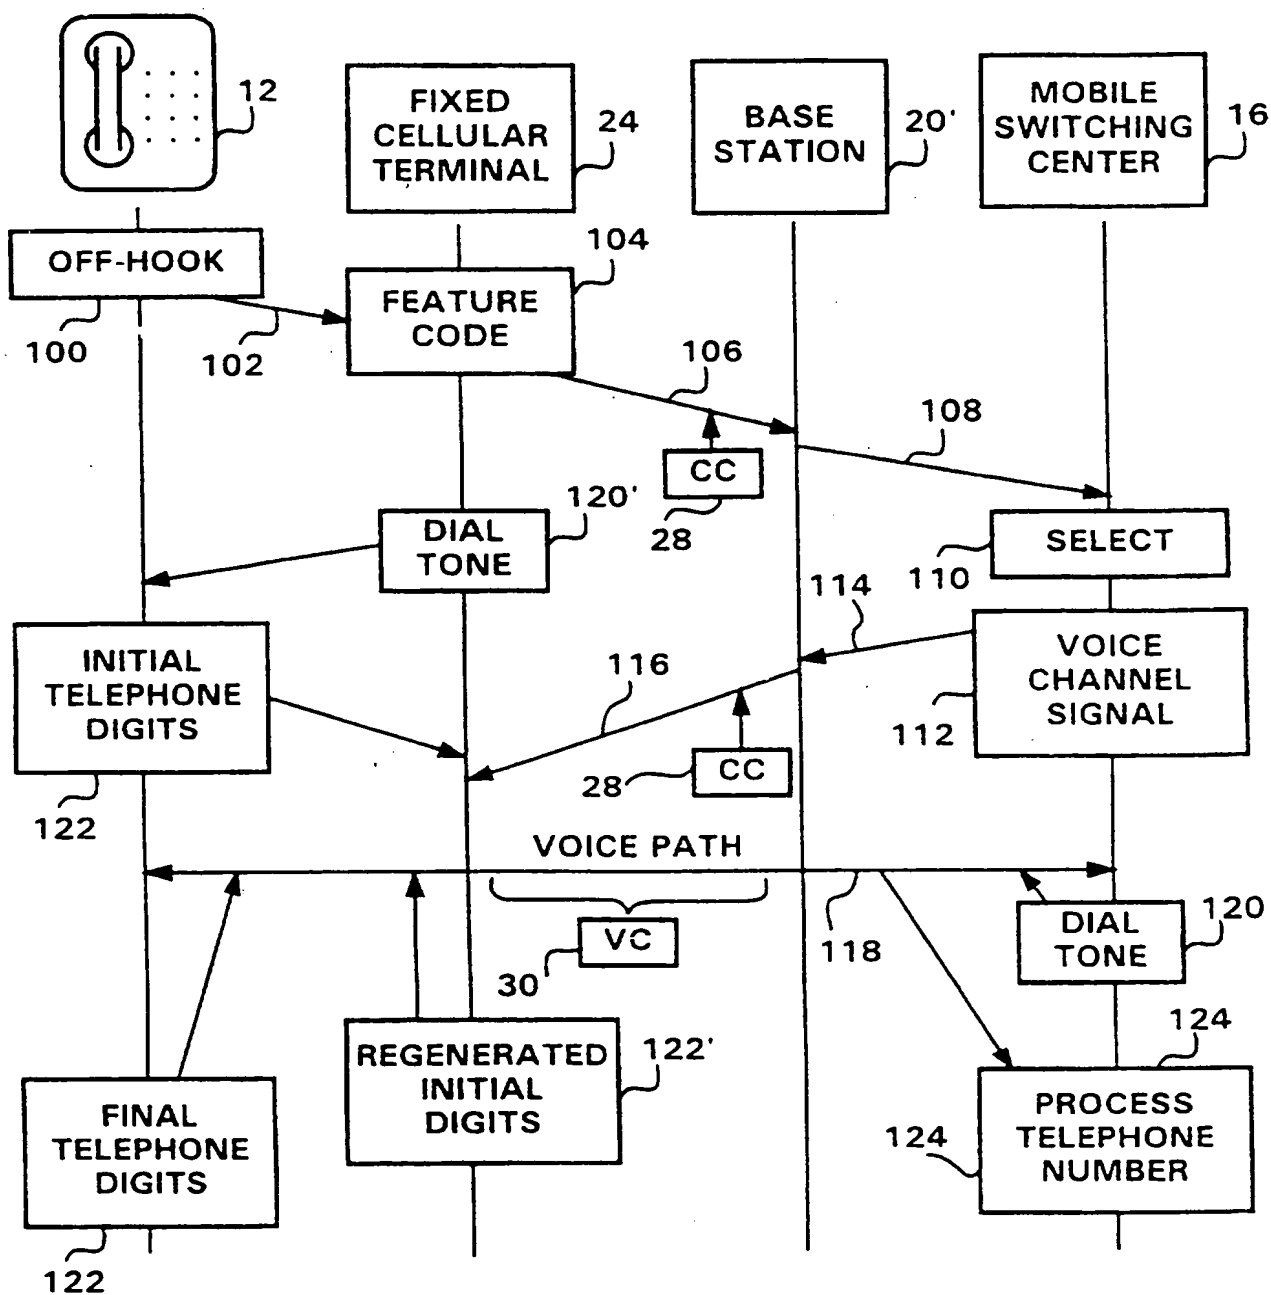 12
FIXED
CELLULAR
TERMINAL
24
BASE
STATION
20'
MOBILE
SWITCHING
CENTER
16
OFF-HOOK
100
102
104
FEATURE
CODE
106
CC
28
108
DIAL
TONE
120'
SELECT
110
114
VOICE
CHANNEL
SIGNAL
112
INITIAL
TELEPHONE
DIGITS
122
116
CC
28
VOICE PATH
VC
30
118
DIAL
TONE
120
REGENERATED
INITIAL
DIGITS
122'
124
PROCESS
TELEPHONE
NUMBER
124
FINAL
TELEPHONE
DIGITS
122